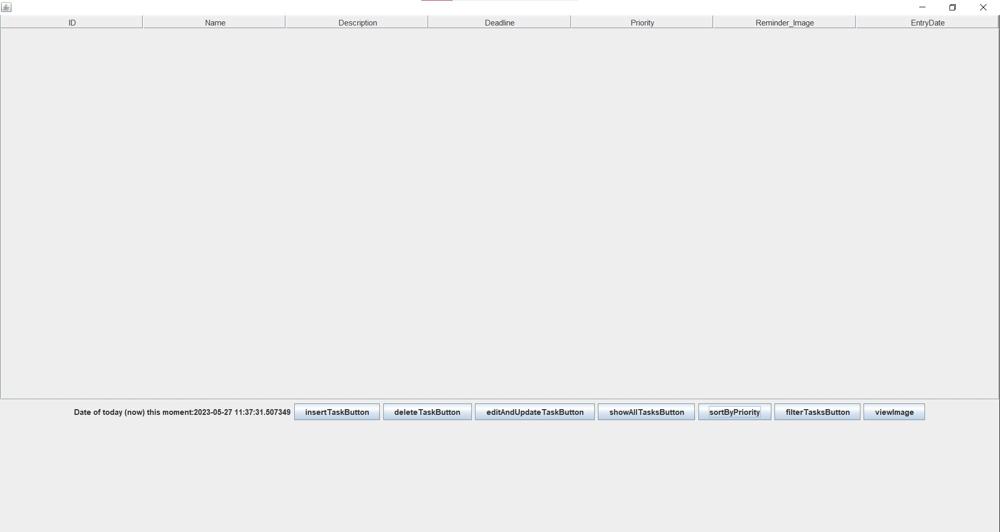 ID Name Description Deadline Priority Reminder_Image EntryDate
Date of today (now) this moment:2023-05-27 11:37:31.507349 insertTaskButton deleteTaskButton editAndUpdateTaskButton showAllTasksButton sortByPriority filterTasksButton viewImage